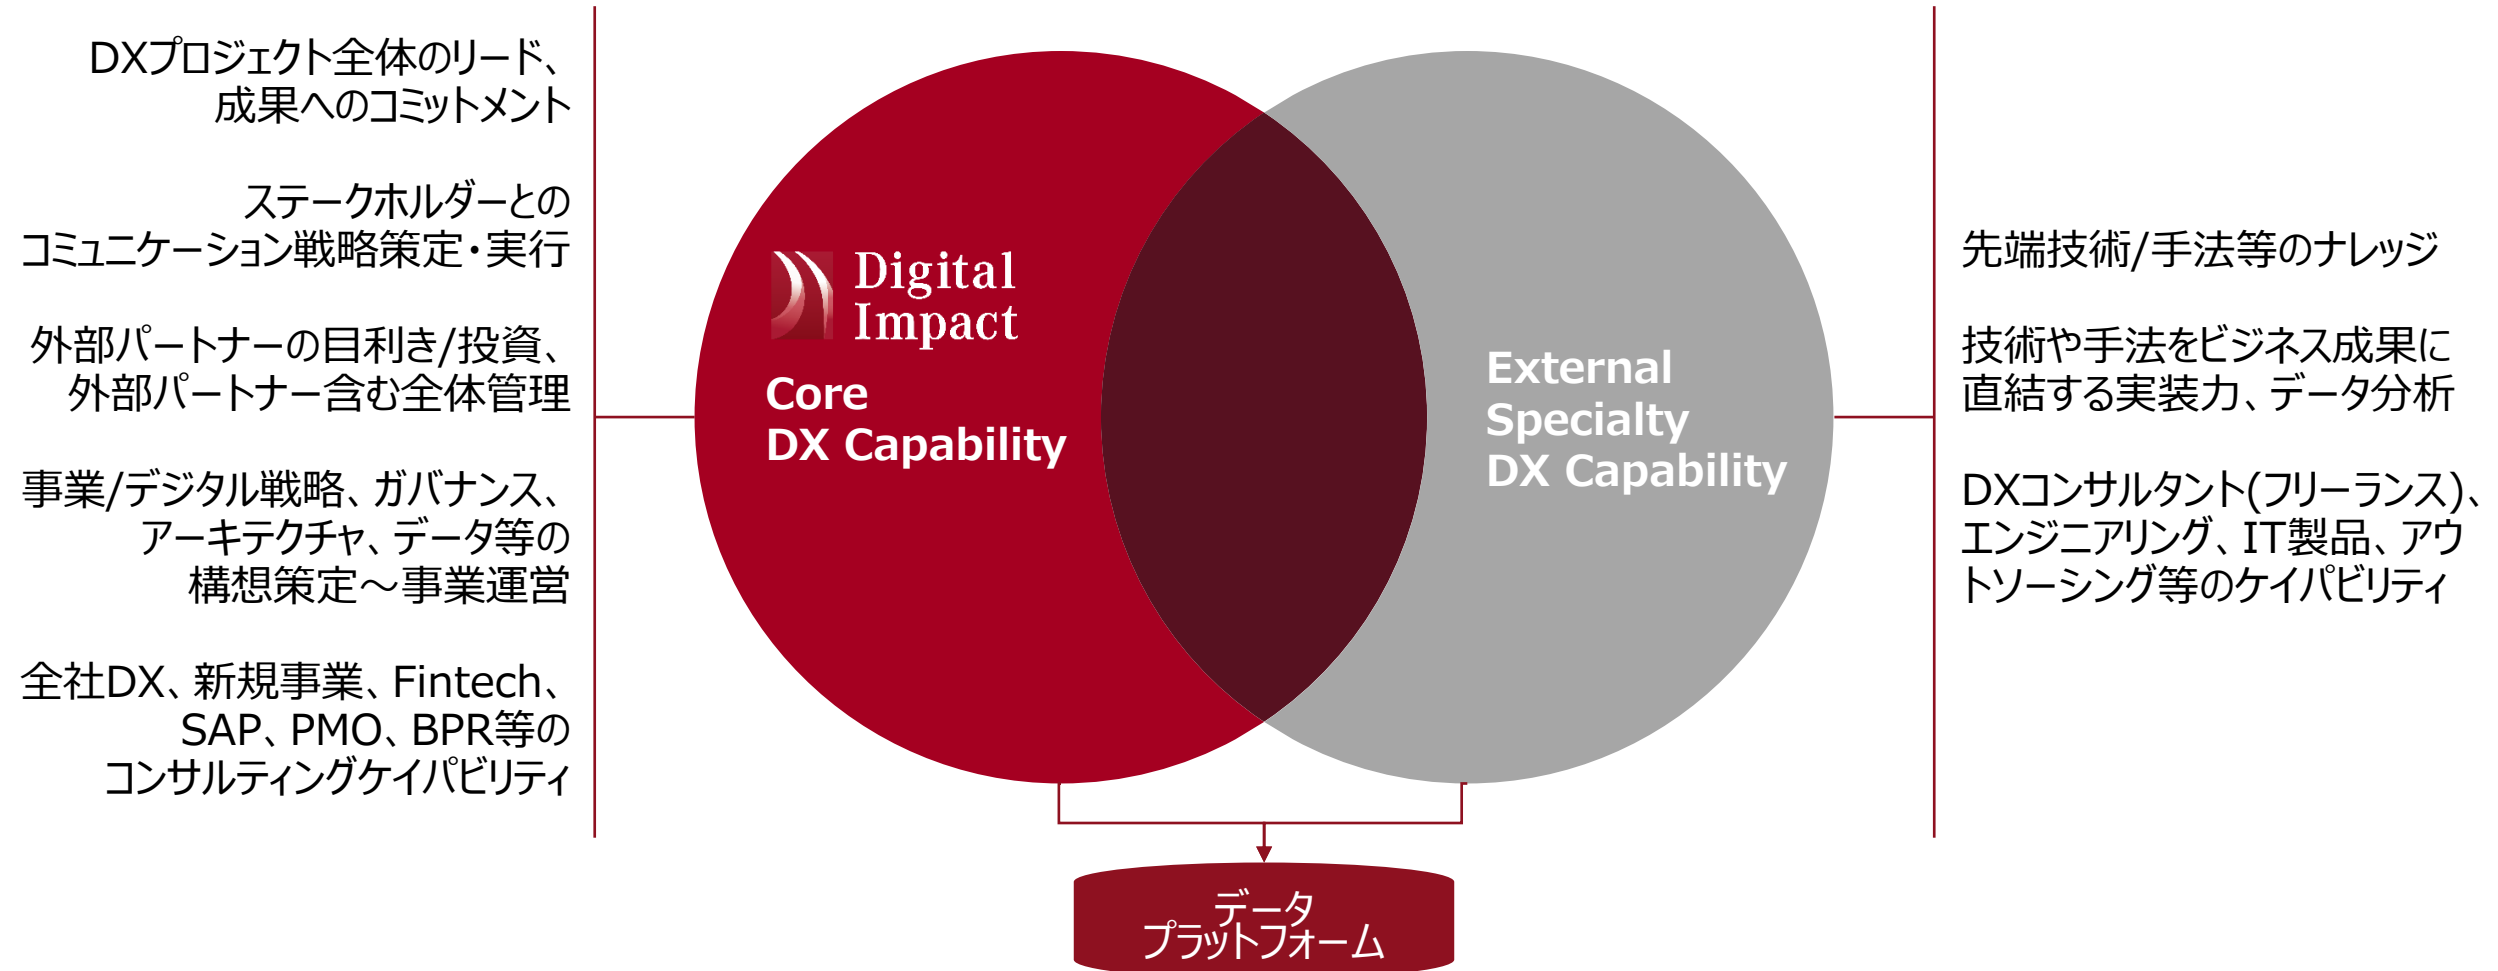 DXプロジェクト全体のリード、
成果へのコミットメント
ステークホルダーとの
コミュニケーション戦略策定・実行
外部パートナーの目利き/投資、
外部パートナー含む全体管理
事業/デジタル戦略、ガバナンス、
アーキテクチャ、データ等の
構想策定～事業運営
全社DX、新規事業、Fintech、
SAP、PMO、BPR等の
コンサルティングケイパビリティ
Digital
Impact
Core
DX Capability
External
Specialty
DX Capability
先端技術/手法等のナレッジ
技術や手法をビジネス成果に
直結する実装力、データ分析
DXコンサルタント(フリーランス)、
エンジニアリング、IT製品、アウ
トソーシング等のケイパビリティ
データ
プラットフォーム